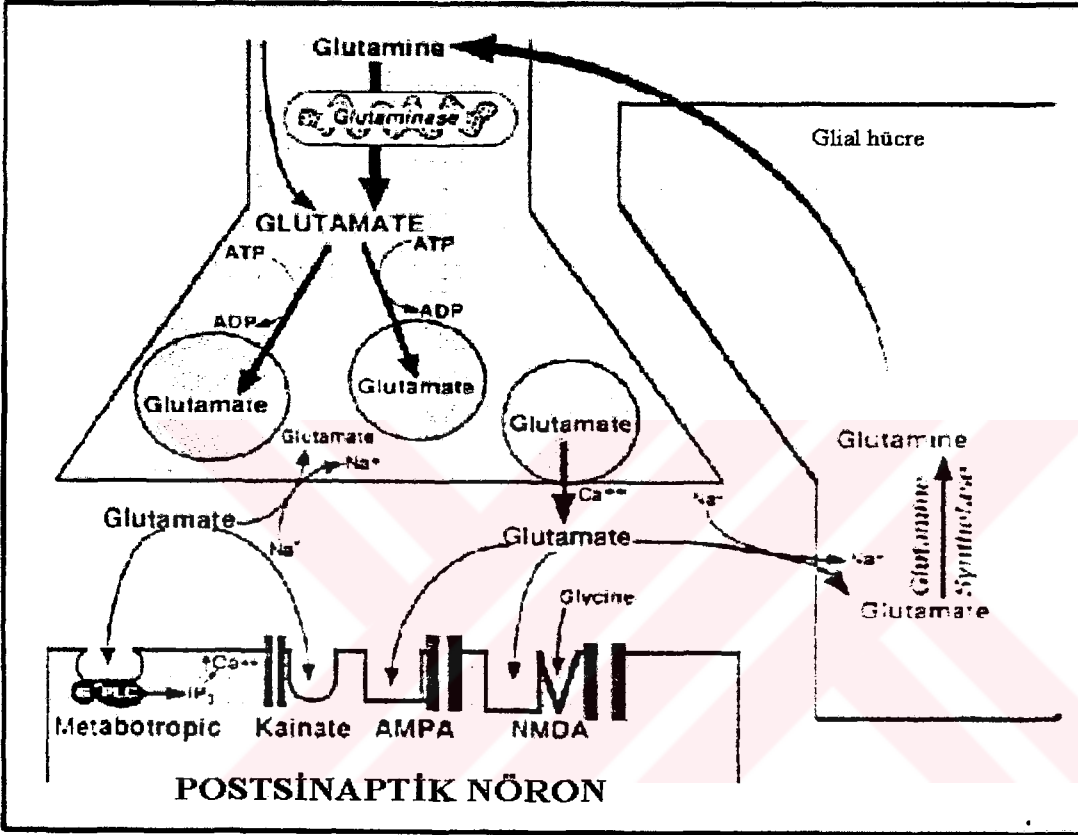 Glutamine
Glutaminase
Glial hücre
GLUTAMATE
ATP
ATP
ADP
ADP
Glutamate
Glutamate
Glutamate
Glutamate
Na+
Ca++
Glutamate
Na+
Glutamate
Glutamine
Glutamine
Synthetase
Na+
Glutamate
Glycine
Ca++
G PLC
IP3
Metabotropic
Kainate
AMPA
NMDA
POSTSİNAPTİK NÖRON